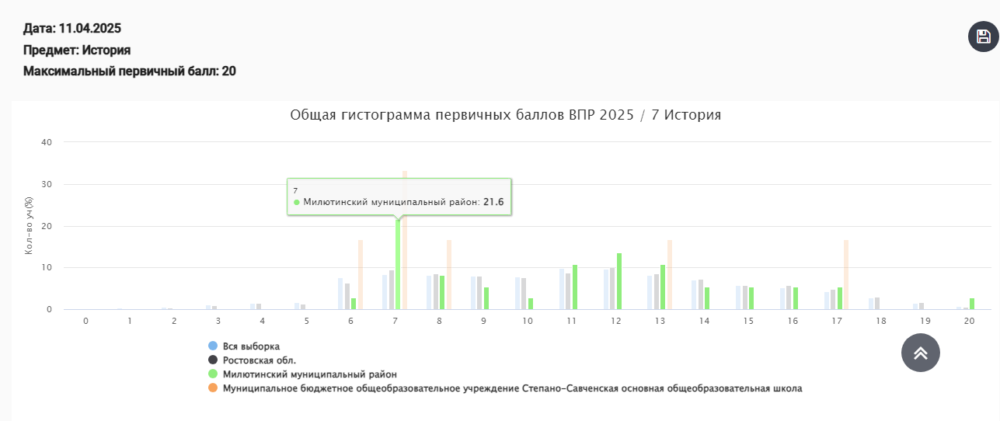 Дата: 11.04.2025
Предмет: История
Максимальный первичный балл: 20
Общая гистограмма первичных баллов ВПР 2025 / 7 История
Кол-во уч(%)
40
30
20
10
0
7
Милютинский муниципальный район: 21.6
0 1 2 3 4 5 6 7 8 9 10 11 12 13 14 15 16 17 18 19 20
Вся выборка
Ростовская обл.
Милютинский муниципальный район
Муниципальное бюджетное общеобразовательное учреждение Степано-Савченская основная общеобразовательная школа